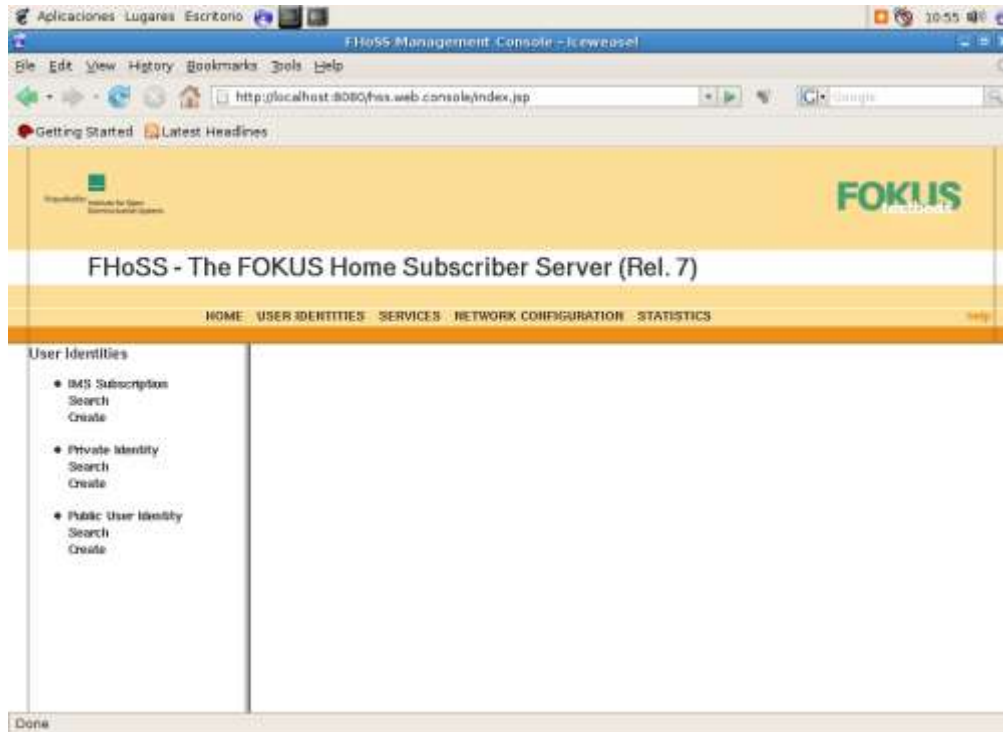 Aplicaciones Lugares Escritorio 10:55
FHoSS Management Console - Iceweasel
File Edit View History Bookmarks Tools Help
http://localhost:8080/hss.web.console/index.jsp
Google
Getting Started Latest Headlines
FOKUS
testbeds
FHoSS - The FOKUS Home Subscriber Server (Rel. 7)
HOME USER IDENTITIES SERVICES NETWORK CONFIGURATION STATISTICS help
User Identities
IMS Subscription
Search
Create
Private Identity
Search
Create
Public User Identity
Search
Create
Done